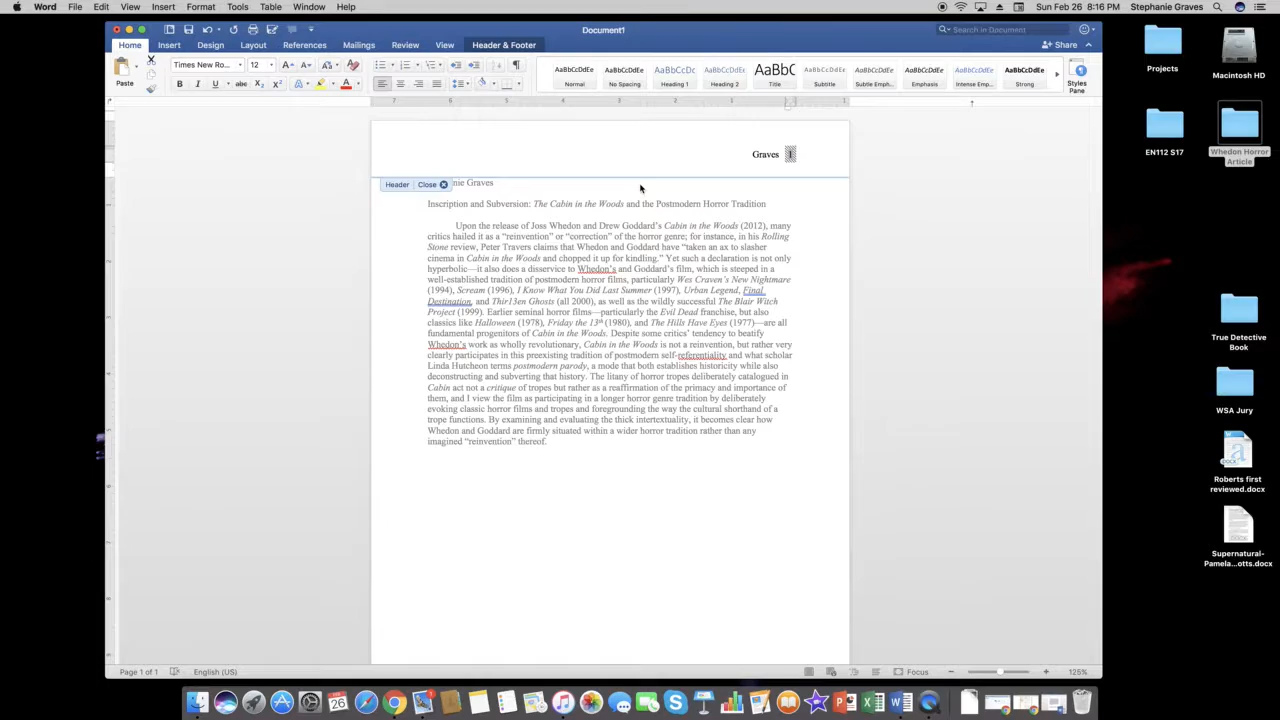 Word File Edit View Insert Format Tools Table Window Help
Sun Feb 26 8:16 PM Stephanie Graves
Document1
Search in Document
Home Insert Design Layout References Mailings Review View Header & Footer
Share
Paste
Times New Ro... 12
AaBbCcDdEe AaBbCcDdEe AaBbCcDc AaBbCcDdEe AaBbC AaBbCcDdEe AaBbCcDdEe AaBbCcDdEe AaBbCcDdEe AaBbCcDdEe
Normal No Spacing Heading 1 Heading 2 Title Subtitle Subtle Emph... Emphasis Intense Emp... Strong
Styles Pane
Graves 1
Header Close
nie Graves
Inscription and Subversion: The Cabin in the Woods and the Postmodern Horror Tradition
Upon the release of Joss Whedon and Drew Goddard's Cabin in the Woods (2012), many
critics hailed it as a “reinvention” or “correction” of the horror genre; for instance, in his Rolling
Stone review, Peter Travers claims that Whedon and Goddard have “taken an ax to slasher
cinema in Cabin in the Woods and chopped it up for kindling.” Yet such a declaration is not only
hyperbolic—it also does a disservice to Whedon's and Goddard's film, which is steeped in a
well-established tradition of postmodern horror films, particularly Wes Craven's New Nightmare
(1994), Scream (1996), I Know What You Did Last Summer (1997), Urban Legend, Final
Destination, and Thir13en Ghosts (all 2000), as well as the wildly successful The Blair Witch
Project (1999). Earlier seminal horror films—particularly the Evil Dead franchise, but also
classics like Halloween (1978), Friday the 13th (1980), and The Hills Have Eyes (1977)—are all
fundamental progenitors of Cabin in the Woods. Despite some critics' tendency to beatify
Whedon's work as wholly revolutionary, Cabin in the Woods is not a reinvention, but rather very
clearly participates in this preexisting tradition of postmodern self-referentiality and what scholar
Linda Hutcheon terms postmodern parody, a mode that both establishes historicity while also
deconstructing and subverting that history. The litany of horror tropes deliberately catalogued in
Cabin act not a critique of tropes but rather as a reaffirmation of the primacy and importance of
them, and I view the film as participating in a longer horror genre tradition by deliberately
evoking classic horror films and tropes and foregrounding the way the cultural shorthand of a
trope functions. By examining and evaluating the thick intertextuality, it becomes clear how
Whedon and Goddard are firmly situated within a wider horror tradition rather than any
imagined “reinvention” thereof.
Page 1 of 1 English (US)
Focus 125%
Projects
Macintosh HD
EN112 S17
Whedon Horror
Article
True Detective
Book
WSA Jury
Roberts first
reviewed.docx
Supernatural-
Pamela...otts.docx